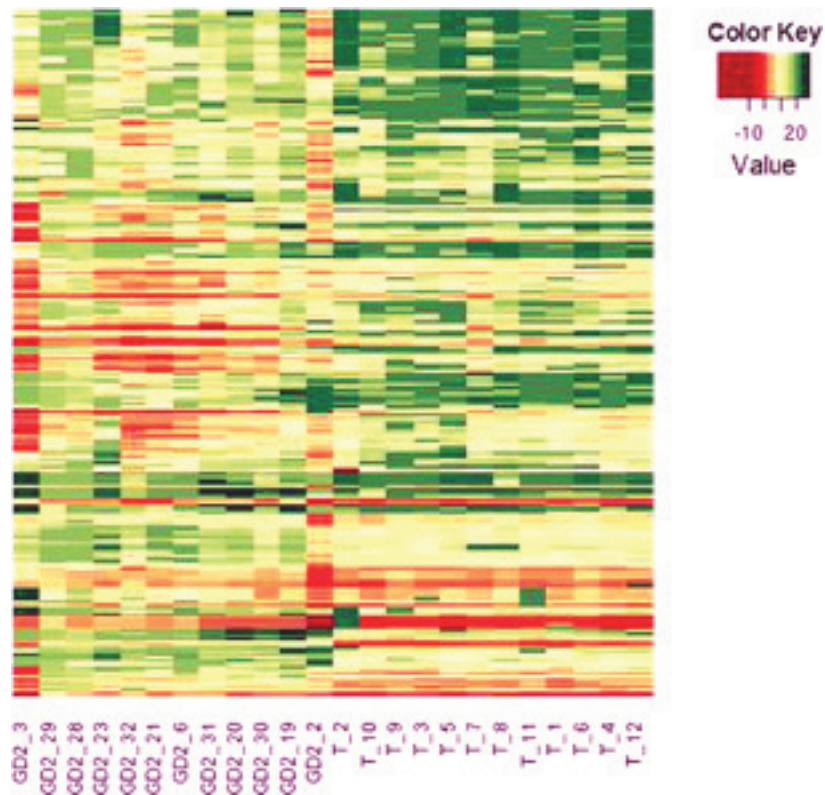 Color Key
-10 20
Value
GD2_3
GD2_29
GD2_28
GD2_23
GD2_32
GD2_21
GD2_6
GD2_31
GD2_20
GD2_30
GD2_19
GD2_2
T_2
T_10
T_9
T_3
T_5
T_7
T_8
T_11
T_1
T_6
T_4
T_12